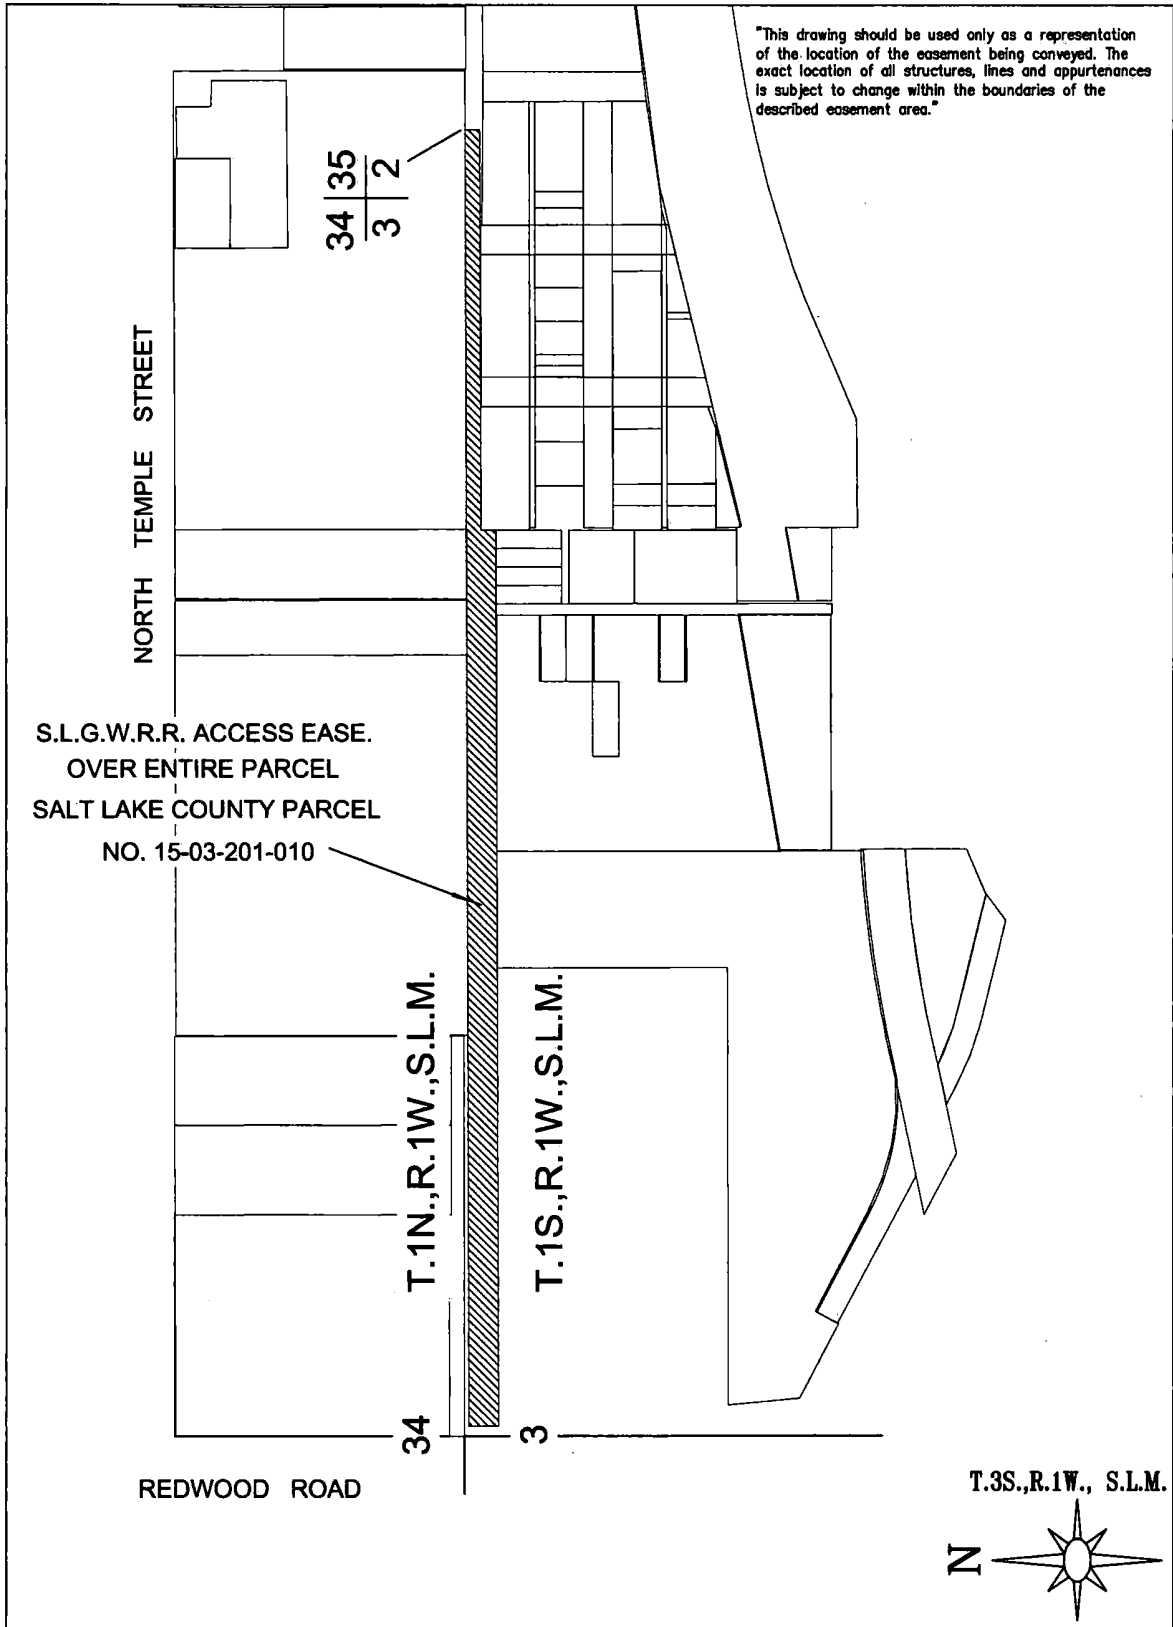 "This drawing should be used only as a representation
of the location of the easement being conveyed. The
exact location of all structures, lines and appurtenances
is subject to change within the boundaries of the
described easement area."
34 35
3 2
NORTH TEMPLE STREET
S.L.G.W.R.R. ACCESS EASE.
OVER ENTIRE PARCEL
SALT LAKE COUNTY PARCEL
NO. 15-03-201-010
T.1N.,R.1W.,S.L.M.
T.1S.,R.1W.,S.L.M.
34
3
REDWOOD ROAD
T.3S.,R.1W., S.L.M.
N